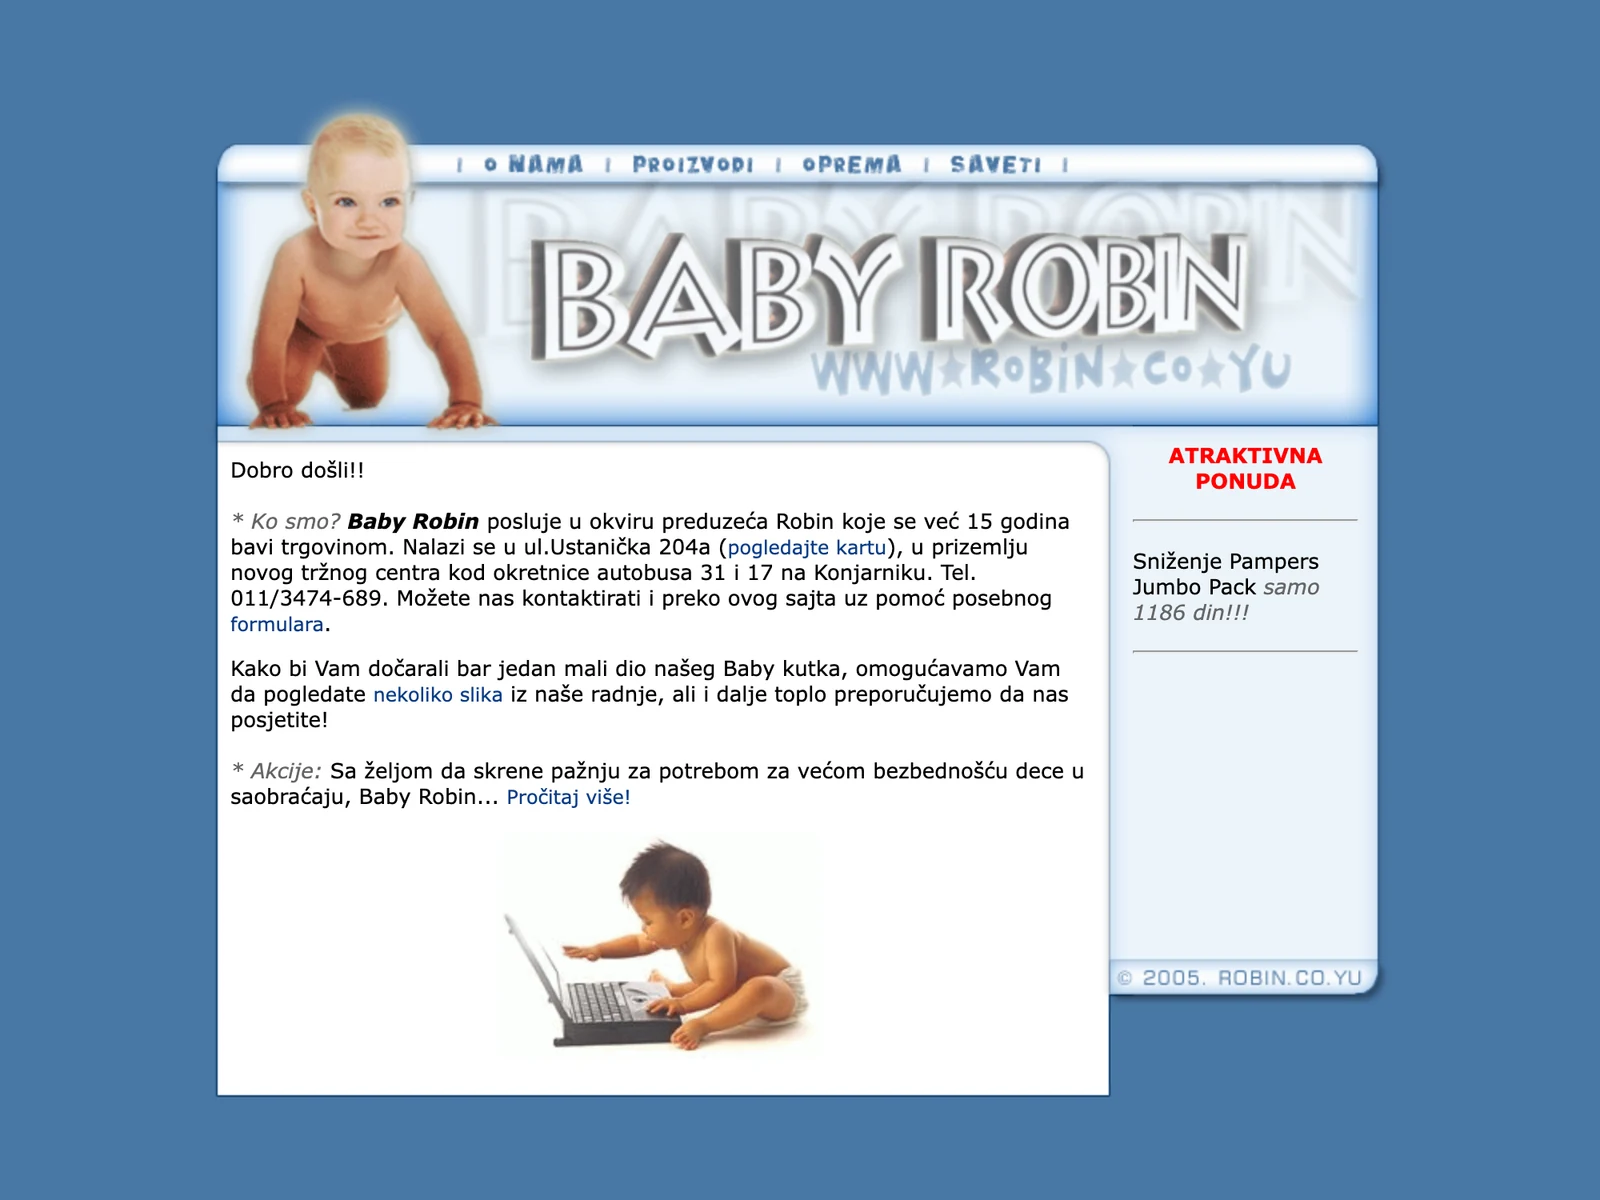 | O NAMA | PROIZVODI | OPREMA | SAVETI |
BABY ROBIN
BABY ROBIN
WWW★ROBIN★CO★YU
Dobro došli!!
* Ko smo? Baby Robin posluje u okviru preduzeća Robin koje se već 15 godina
bavi trgovinom. Nalazi se u ul.Ustanička 204a (pogledajte kartu), u prizemlju
novog tržnog centra kod okretnice autobusa 31 i 17 na Konjarniku. Tel.
011/3474-689. Možete nas kontaktirati i preko ovog sajta uz pomoć posebnog
formulara.
Kako bi Vam dočarali bar jedan mali dio našeg Baby kutka, omogućavamo Vam
da pogledate nekoliko slika iz naše radnje, ali i dalje toplo preporučujemo da nas
posjetite!
* Akcije: Sa željom da skrene pažnju za potrebom za većom bezbednošću dece u
saobraćaju, Baby Robin... Pročitaj više!
ATRAKTIVNA
PONUDA
Sniženje Pampers
Jumbo Pack samo
1186 din!!!
© 2005. ROBIN.CO.YU